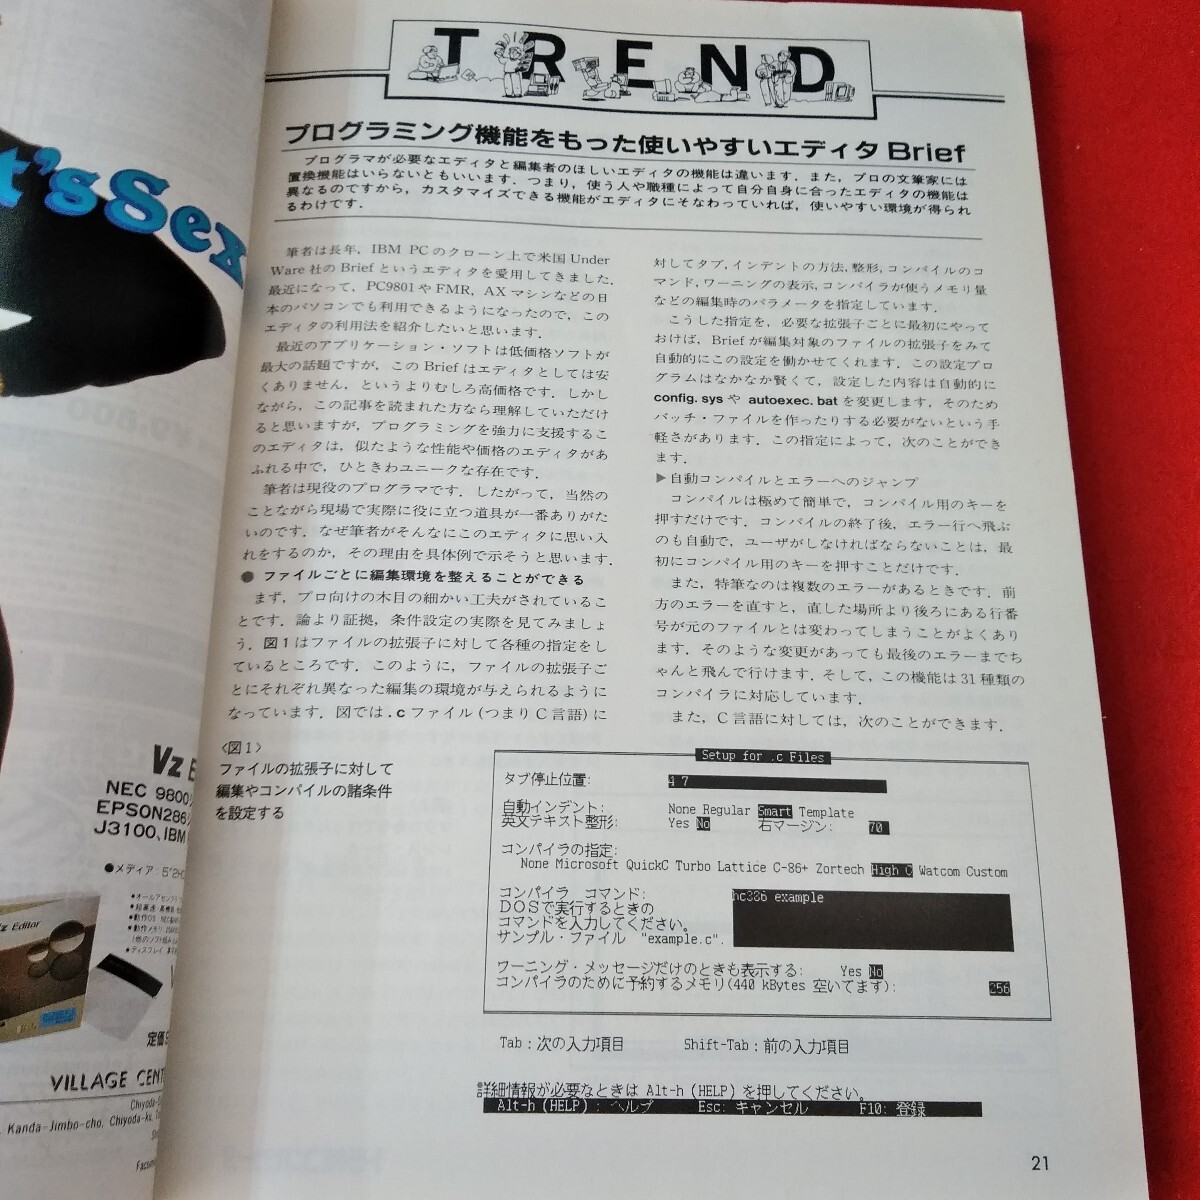 t'sSex
¥9,800
Vz E
NEC 9800
EPSON286
J3100, IBM
●メディア:5"2HD
z Editor
定価
VILLAGE CENT
Chiyoda-
, Kanda-Jimbo-cho, Chiyoda-ku, To
TREND
プログラミング機能をもった使いやすいエディタ Brief
プログラマが必要なエディタと編集者のほしいエディタの機能は違います．また，プロの文筆家には
置換機能はいらないともいいます．つまり，使う人や職種によって自分自身に合ったエディタの機能は
異なるのですから，カスタマイズできる機能がエディタにそなわっていれば，使いやすい環境が得られ
るわけです．
筆者は長年，IBM PCのクローン上で米国Under
Ware社のBriefというエディタを愛用してきました．
最近になって，PC9801やFMR，AXマシンなどの日
本のパソコンでも利用できるようになったので，この
エディタの利用法を紹介したいと思います．
最近のアプリケーション・ソフトは低価格ソフトが
最大の話題ですが，このBriefはエディタとしては安
くありません，というよりむしろ高価格です．しかし
ながら，この記事を読まれた方なら理解していただけ
ると思いますが，プログラミングを強力に支援するこ
のエディタは，似たような性能や価格のエディタがあ
ふれる中で，ひときわユニークな存在です．
筆者は現役のプログラマです．したがって，当然の
ことながら現場で実際に役に立つ道具が一番ありがた
いのです．なぜ筆者がそんなにこのエディタに思い入
れをするのか，その理由を具体例で示そうと思います．
● ファイルごとに編集環境を整えることができる
まず，プロ向けの木目の細かい工夫がされているこ
とです．論より証拠，条件設定の実際を見てみましょ
う．図1はファイルの拡張子に対して各種の指定をし
ているところです．このように，ファイルの拡張子ご
とにそれぞれ異なった編集の環境が与えられるように
なっています．図では.cファイル(つまりC言語)に
対してタブ,インデントの方法,整形,コンパイルのコ
マンド,ワーニングの表示,コンパイラが使うメモリ量
などの編集時のパラメータを指定しています．
こうした指定を，必要な拡張子ごとに最初にやって
おけば，Briefが編集対象のファイルの拡張子をみて
自動的にこの設定を働かせてくれます．この設定プロ
グラムはなかなか賢くて，設定した内容は自動的に
config.sys や autoexec.bat を変更します，そのため
バッチ・ファイルを作ったりする必要がないという手
軽さがあります．この指定によって，次のことができ
ます．
▶自動コンパイルとエラーへのジャンプ
コンパイルは極めて簡単で，コンパイル用のキーを
押すだけです．コンパイルの終了後，エラー行へ飛ぶ
のも自動で，ユーザがしなければならないことは，最
初にコンパイル用のキーを押すことだけです．
また，特筆なのは複数のエラーがあるときです．前
方のエラーを直すと，直した場所より後ろにある行番
号が元のファイルとは変わってしまうことがよくあり
ます．そのような変更があっても最後のエラーまでち
ゃんと飛んで行けます．そして，この機能は31種類の
コンパイラに対応しています．
また，C言語に対しては，次のことができます．
〈図1〉
ファイルの拡張子に対して
編集やコンパイルの諸条件
を設定する
Setup for .c Files
タブ停止位置: 4 7
自動インデント: None Regular Smart Template
英文テキスト整形: Yes No 右マージン: 70
コンパイラの指定:
None Microsoft QuickC Turbo Lattice C-86+ Zortech High C Watcom Custom
コンパイラ コマンド: hc386 example
DOSで実行するときの
コマンドを入力してください。
サンプル・ファイル "example.c".
ワーニング・メッセージだけのときも表示する: Yes No
コンパイラのために予約するメモリ(440 kBytes 空いてます): 256
Tab:次の入力項目 Shift-Tab:前の入力項目
詳細情報が必要なときは Alt-h (HELP) を押してください。
Alt-h (HELP): ヘルプ Esc: キャンセル F10: 登録
21